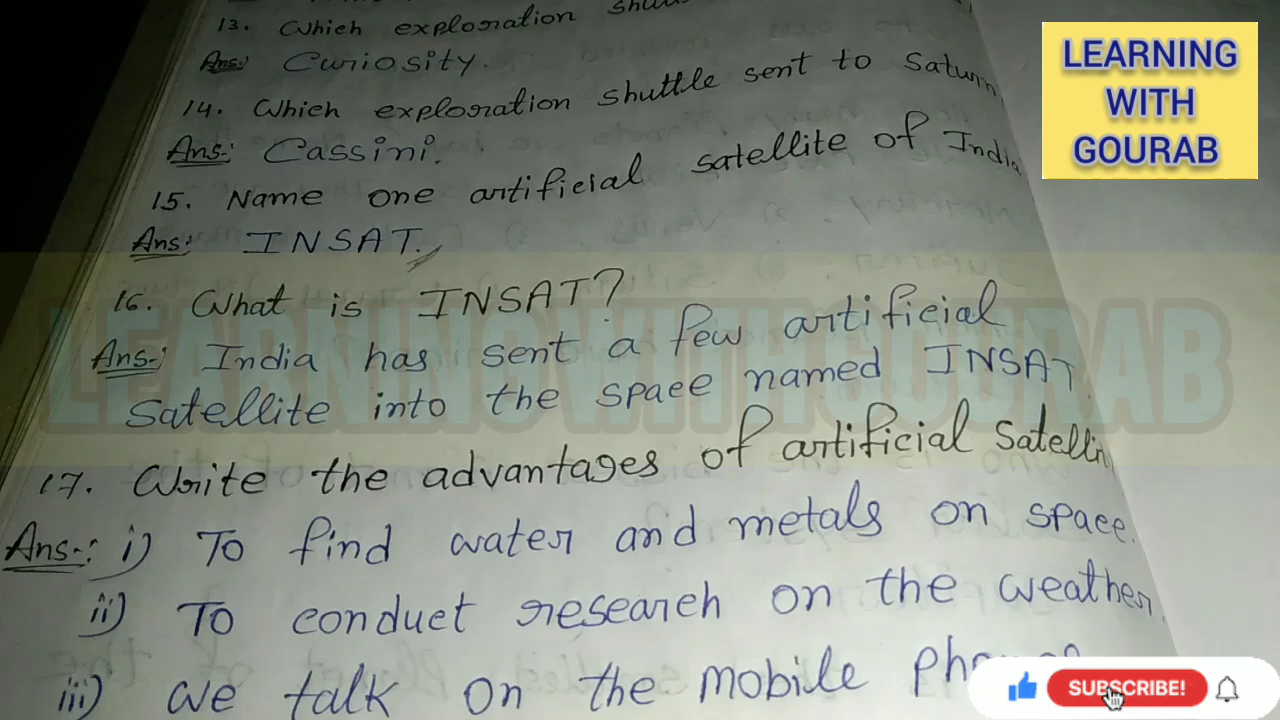 13. Which exploration
Ans: Curiosity.
14. Which exploration shuttle sent to Saturn
Ans: Cassini.
15. Name one artificial satellite of India
Ans: INSAT.
16. What is INSAT?
Ans: India has sent a few artificial
Satellite into the space named INSAT
17. Write the advantages of artificial
Ans: i) To find water and metals on space.
ii) To conduct research on the weather
iii) We talk on the mobile
LEARNING
WITH
GOURAB
LEARNING WITH GOURAB
SUBSCRIBE!